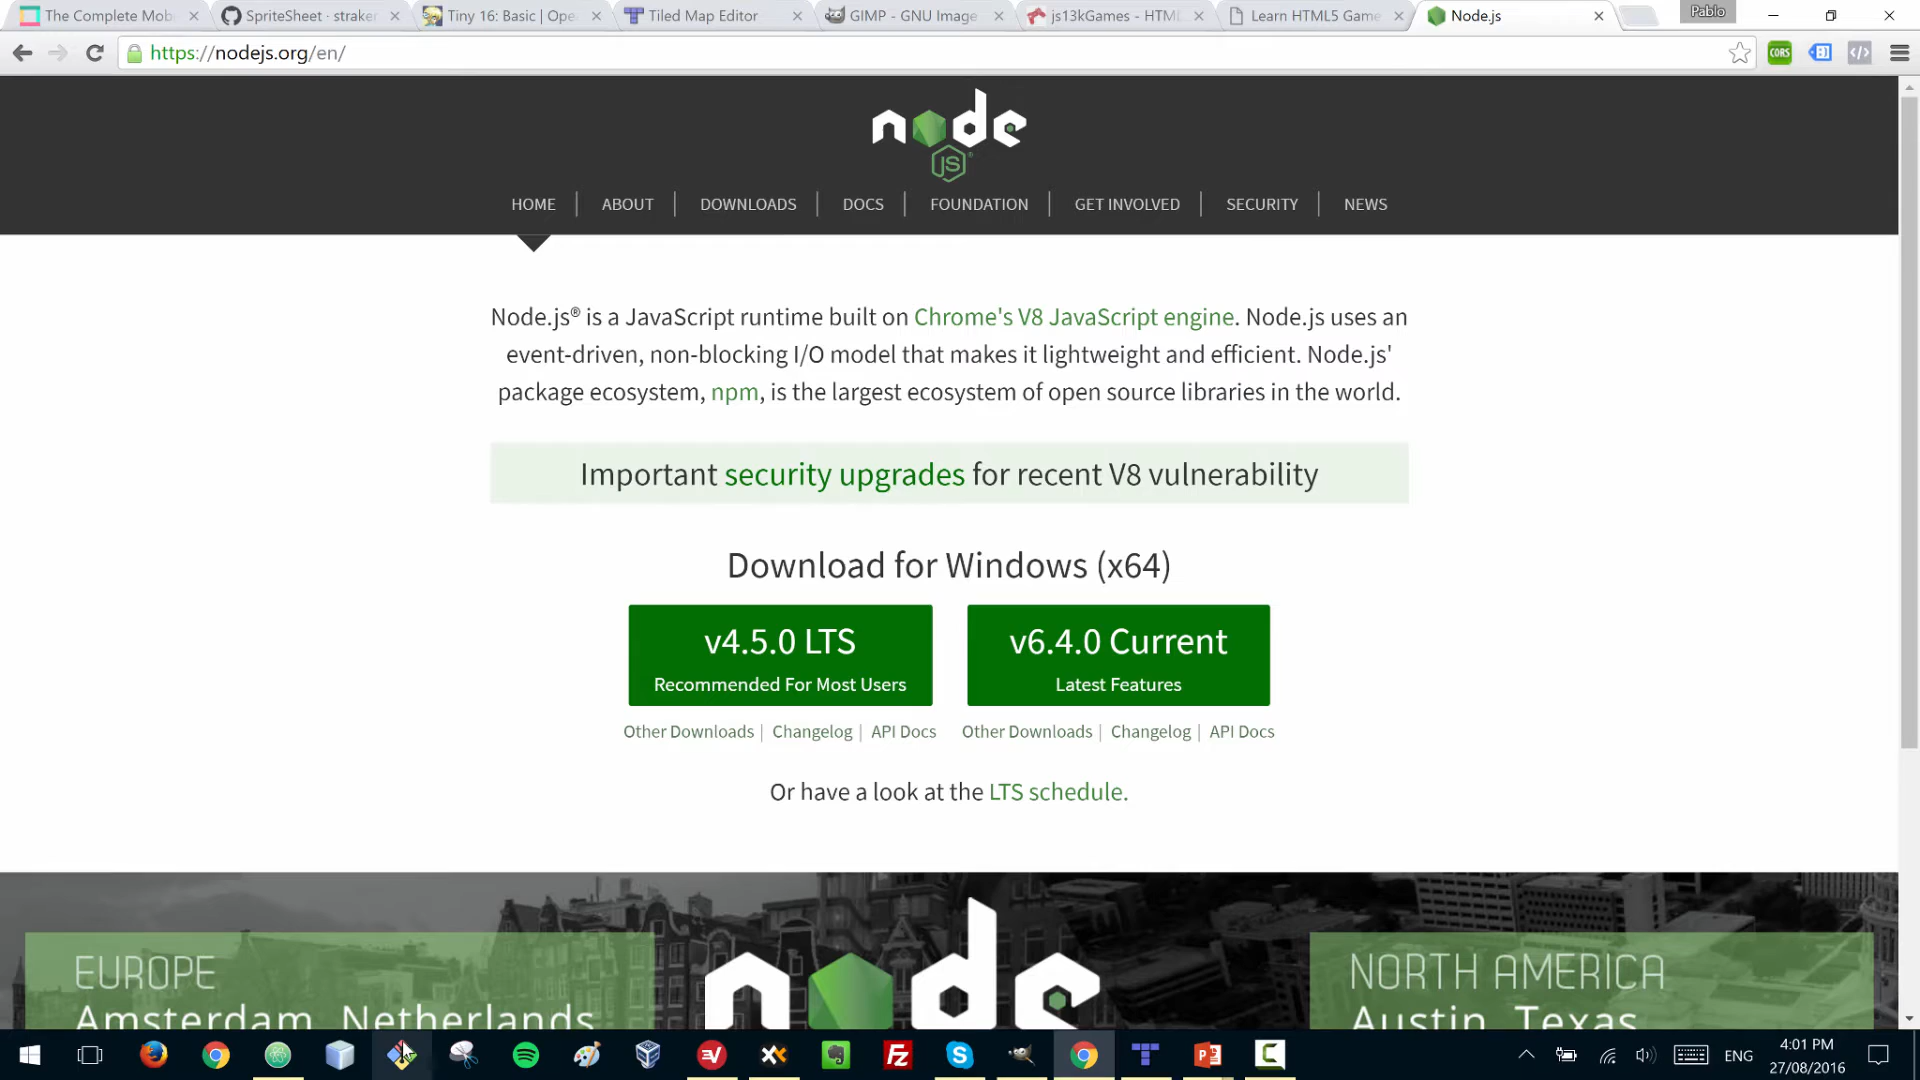 The Complete Mob
SpriteSheet · straker
Tiny 16: Basic | Ope
Tiled Map Editor
GIMP - GNU Image
js13kGames - HTML
Learn HTML5 Game
Node.js
Pablo
https://nodejs.org/en/
CORS
node
JS
HOME
ABOUT
DOWNLOADS
DOCS
FOUNDATION
GET INVOLVED
SECURITY
NEWS
Node.js® is a JavaScript runtime built on Chrome's V8 JavaScript engine. Node.js uses an
event-driven, non-blocking I/O model that makes it lightweight and efficient. Node.js'
package ecosystem, npm, is the largest ecosystem of open source libraries in the world.
Important security upgrades for recent V8 vulnerability
Download for Windows (x64)
v4.5.0 LTS
Recommended For Most Users
v6.4.0 Current
Latest Features
Other Downloads | Changelog | API Docs
Other Downloads | Changelog | API Docs
Or have a look at the LTS schedule.
EUROPE
Amsterdam, Netherlands
node
NORTH AMERICA
Austin, Texas
ENG
4:01 PM
27/08/2016